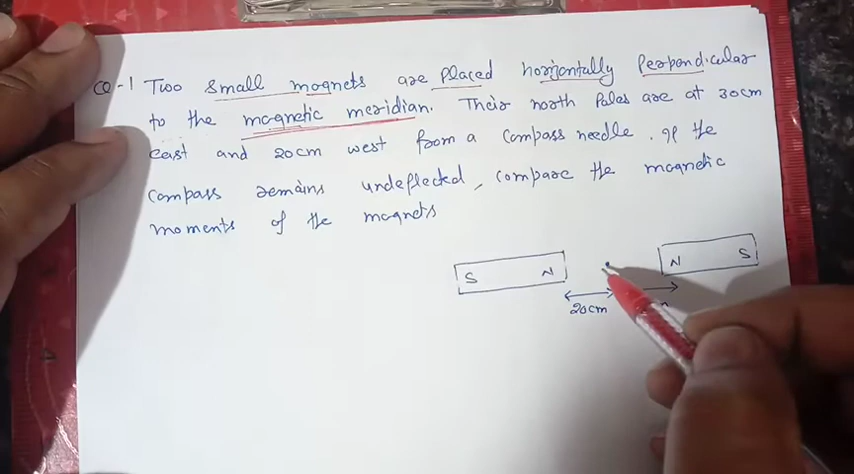 Q-1 Two small magnets are placed horizontally perpendicular
to the magnetic meridian. Their north Poles are at 30cm
east and 20cm west from a compass needle. If the
compass remains undeflected, compare the magnetic
moments of the magnets
S N N S
20cm